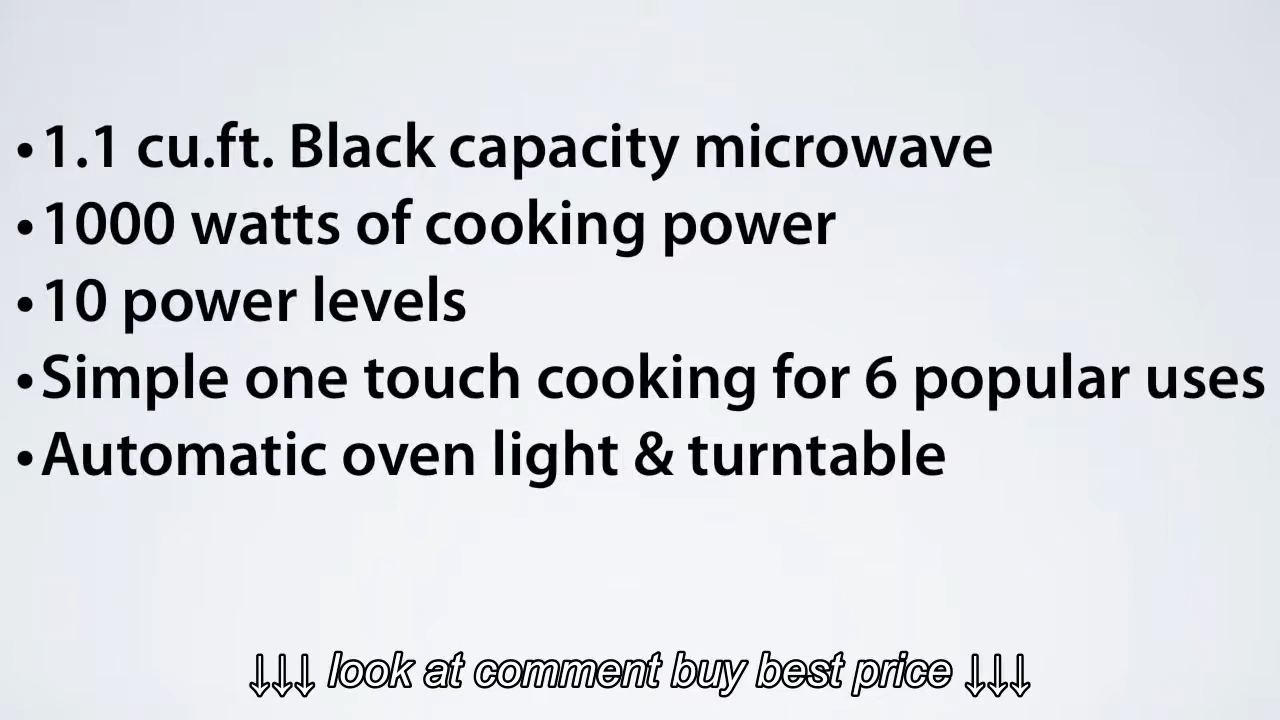 •1.1 cu.ft. Black capacity microwave
•1000 watts of cooking power
•10 power levels
•Simple one touch cooking for 6 popular uses
•Automatic oven light & turntable
↓↓↓ look at comment buy best price ↓↓↓